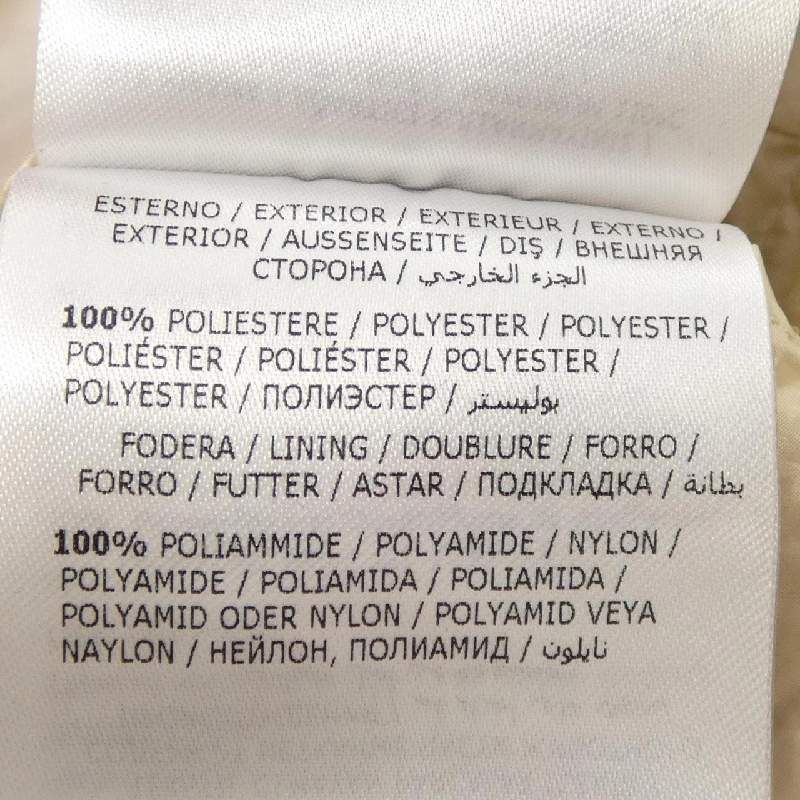 ESTERNO / EXTERIOR / EXTERIEUR / EXTERNO /
EXTERIOR / AUSSENSEITE / DIŞ / ВНЕШНЯЯ
СТОРОНА / الجزء الخارجي
100% POLIESTERE / POLYESTER / POLYESTER /
POLIÉSTER / POLIÉSTER / POLYESTER /
POLYESTER / ПОЛИЭСТЕР / بوليستر
FODERA / LINING / DOUBLURE / FORRO /
FORRO / FUTTER / ASTAR / ПОДКЛАДКА / بطانة
100% POLIAMMIDE / POLYAMIDE / NYLON /
POLYAMIDE / POLIAMIDA / POLIAMIDA /
POLYAMID ODER NYLON / POLYAMID VEYA
NAYLON / НЕЙЛОН, ПОЛИАМИД / نايلون